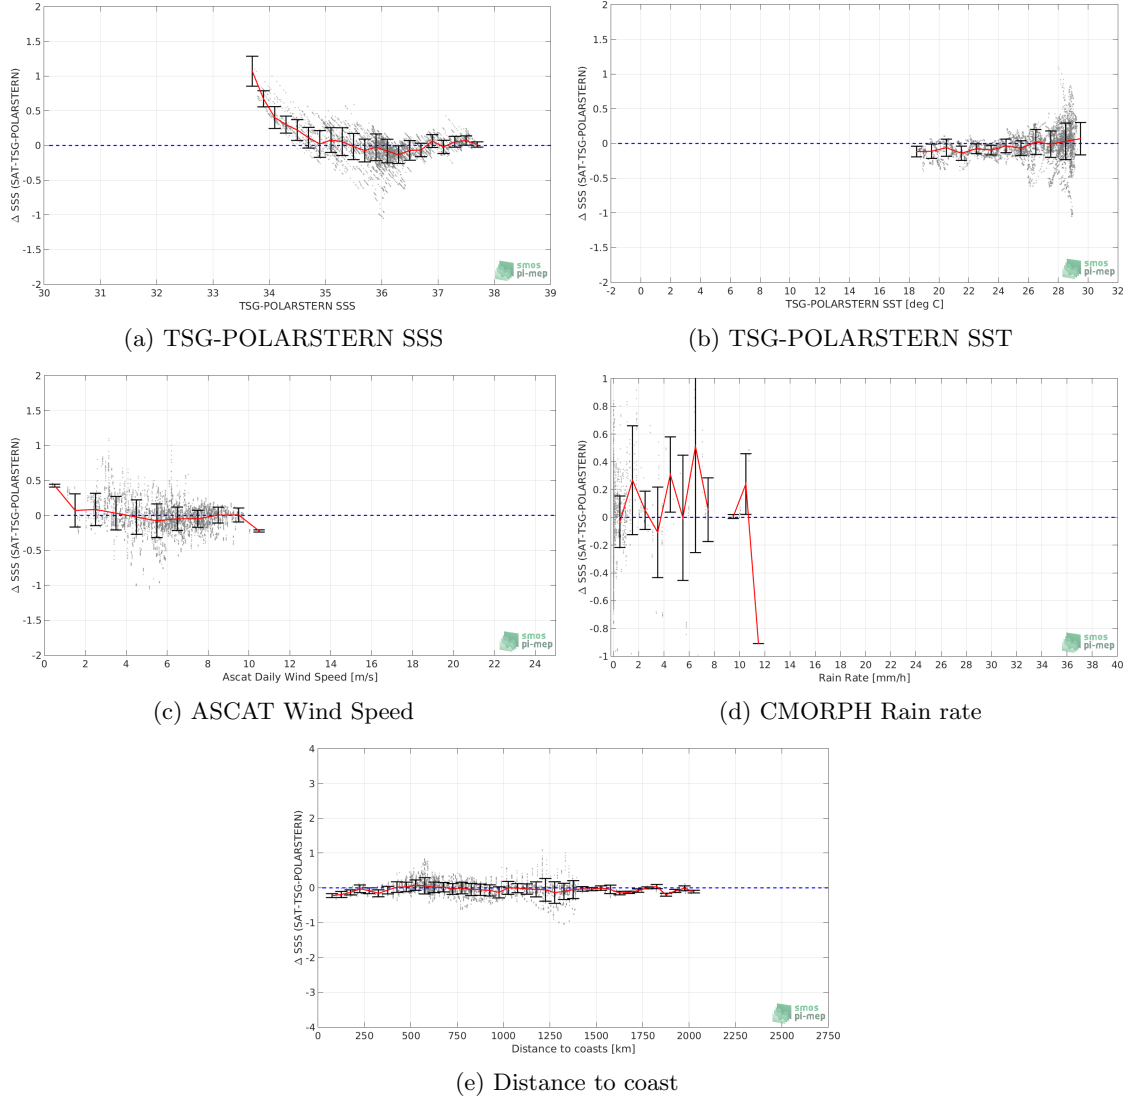 2
1.5
1
0.5
0
-0.5
-1
-1.5
-2
Δ SSS (SAT-TSG-POLARSTERN)
30 31 32 33 34 35 36 37 38 39
TSG-POLARSTERN SSS
smos
pi-mep
(a) TSG-POLARSTERN SSS
2
1.5
1
0.5
0
-0.5
-1
-1.5
-2
Δ SSS (SAT-TSG-POLARSTERN)
-2 0 2 4 6 8 10 12 14 16 18 20 22 24 26 28 30 32
TSG-POLARSTERN SST [deg C]
smos
pi-mep
(b) TSG-POLARSTERN SST
2
1.5
1
0.5
0
-0.5
-1
-1.5
-2
Δ SSS (SAT-TSG-POLARSTERN)
0 2 4 6 8 10 12 14 16 18 20 22 24
Ascat Daily Wind Speed [m/s]
smos
pi-mep
(c) ASCAT Wind Speed
1
0.8
0.6
0.4
0.2
0
-0.2
-0.4
-0.6
-0.8
-1
Δ SSS (SAT-TSG-POLARSTERN)
0 2 4 6 8 10 12 14 16 18 20 22 24 26 28 30 32 34 36 38 40
Rain Rate [mm/h]
smos
pi-mep
(d) CMORPH Rain rate
4
3
2
1
0
-1
-2
-3
-4
Δ SSS (SAT-TSG-POLARSTERN)
0 250 500 750 1000 1250 1500 1750 2000 2250 2500 2750
Distance to coasts [km]
smos
pi-mep
(e) Distance to coast